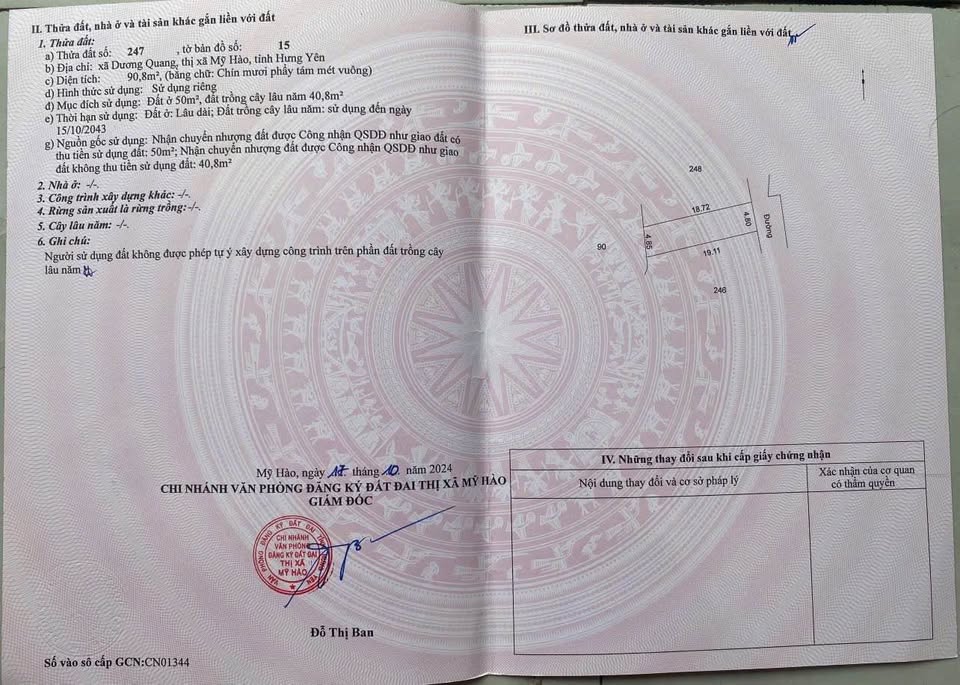 II. Thửa đất, nhà ở và tài sản khác gắn liền với đất
1. Thửa đất:
a) Thửa đất số: 247 , tờ bản đồ số: 15
b) Địa chỉ: xã Dương Quang, thị xã Mỹ Hào, tỉnh Hưng Yên
c) Diện tích: 90,8m², (bằng chữ: Chín mươi phẩy tám mét vuông)
d) Hình thức sử dụng: Sử dụng riêng
đ) Mục đích sử dụng: Đất ở 50m², đất trồng cây lâu năm 40,8m²
e) Thời hạn sử dụng: Đất ở: Lâu dài; Đất trồng cây lâu năm: sử dụng đến ngày
15/10/2043
g) Nguồn gốc sử dụng: Nhận chuyển nhượng đất được Công nhận QSDĐ như giao đất có
thu tiền sử dụng đất: 50m²; Nhận chuyển nhượng đất được Công nhận QSDĐ như giao
đất không thu tiền sử dụng đất: 40,8m²
2. Nhà ở: -/-.
3. Công trình xây dựng khác: -/-.
4. Rừng sản xuất là rừng trồng: -/-.
5. Cây lâu năm: -/-.
6. Ghi chú:
Người sử dụng đất không được phép tự ý xây dựng công trình trên phần đất trồng cây
lâu năm
Mỹ Hào, ngày 17 tháng 10 năm 2024
CHI NHÁNH VĂN PHÒNG ĐĂNG KÝ ĐẤT ĐAI THỊ XÃ MỸ HÀO
GIÁM ĐỐC
CHI NHÁNH
VĂN PHÒNG
ĐĂNG KÝ ĐẤT ĐAI
THỊ XÃ
MỸ HÀO
Đỗ Thị Ban
Số vào sổ cấp GCN:CN01344
III. Sơ đồ thửa đất, nhà ở và tài sản khác gắn liền với đất
248
18.72
4.80
Đường
90
4.85
19.11
246
IV. Những thay đổi sau khi cấp giấy chứng nhận
Nội dung thay đổi và cơ sở pháp lý
Xác nhận của cơ quan
có thẩm quyền